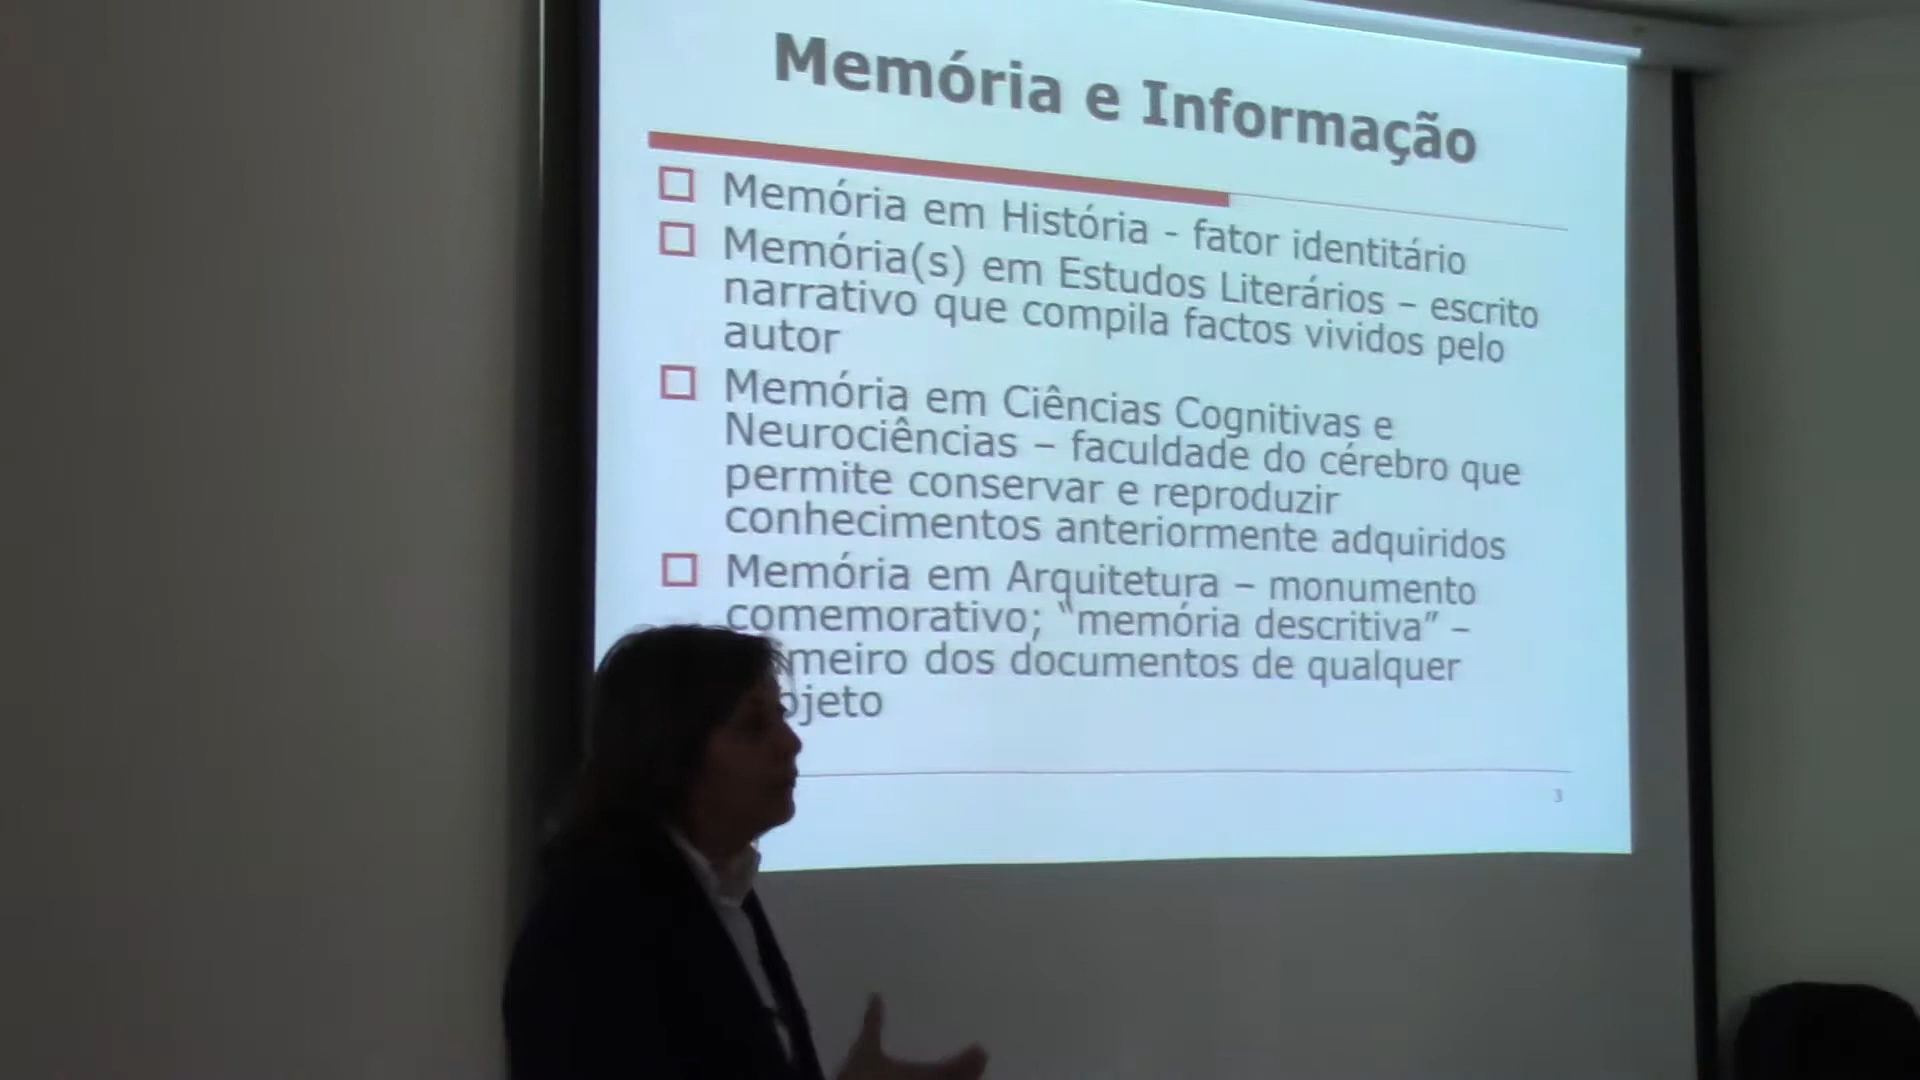 Memória e Informação
Memória em História - fator identitário
Memória(s) em Estudos Literários – escrito
narrativo que compila factos vividos pelo
autor
Memória em Ciências Cognitivas e
Neurociências – faculdade do cérebro que
permite conservar e reproduzir
conhecimentos anteriormente adquiridos
Memória em Arquitetura – monumento
comemorativo; “memória descritiva” –
dos documentos de qualquer
3